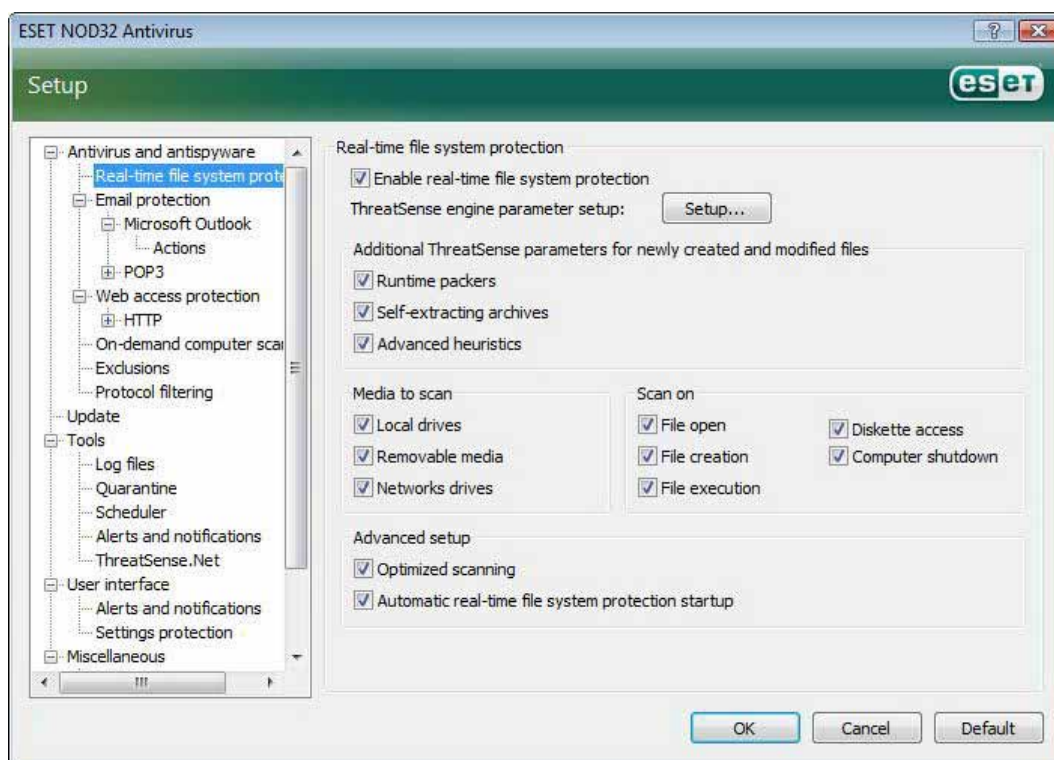 ESET NOD32 Antivirus
Setup
eseT
Antivirus and antispyware
Real-time file system prote
Email protection
Microsoft Outlook
Actions
POP3
Web access protection
HTTP
On-demand computer scan
Exclusions
Protocol filtering
Update
Tools
Log files
Quarantine
Scheduler
Alerts and notifications
ThreatSense.Net
User interface
Alerts and notifications
Settings protection
Miscellaneous
Real-time file system protection
Enable real-time file system protection
ThreatSense engine parameter setup: Setup...
Additional ThreatSense parameters for newly created and modified files
Runtime packers
Self-extracting archives
Advanced heuristics
Media to scan
Local drives
Removable media
Networks drives
Scan on
File open
File creation
File execution
Diskette access
Computer shutdown
Advanced setup
Optimized scanning
Automatic real-time file system protection startup
OK Cancel Default